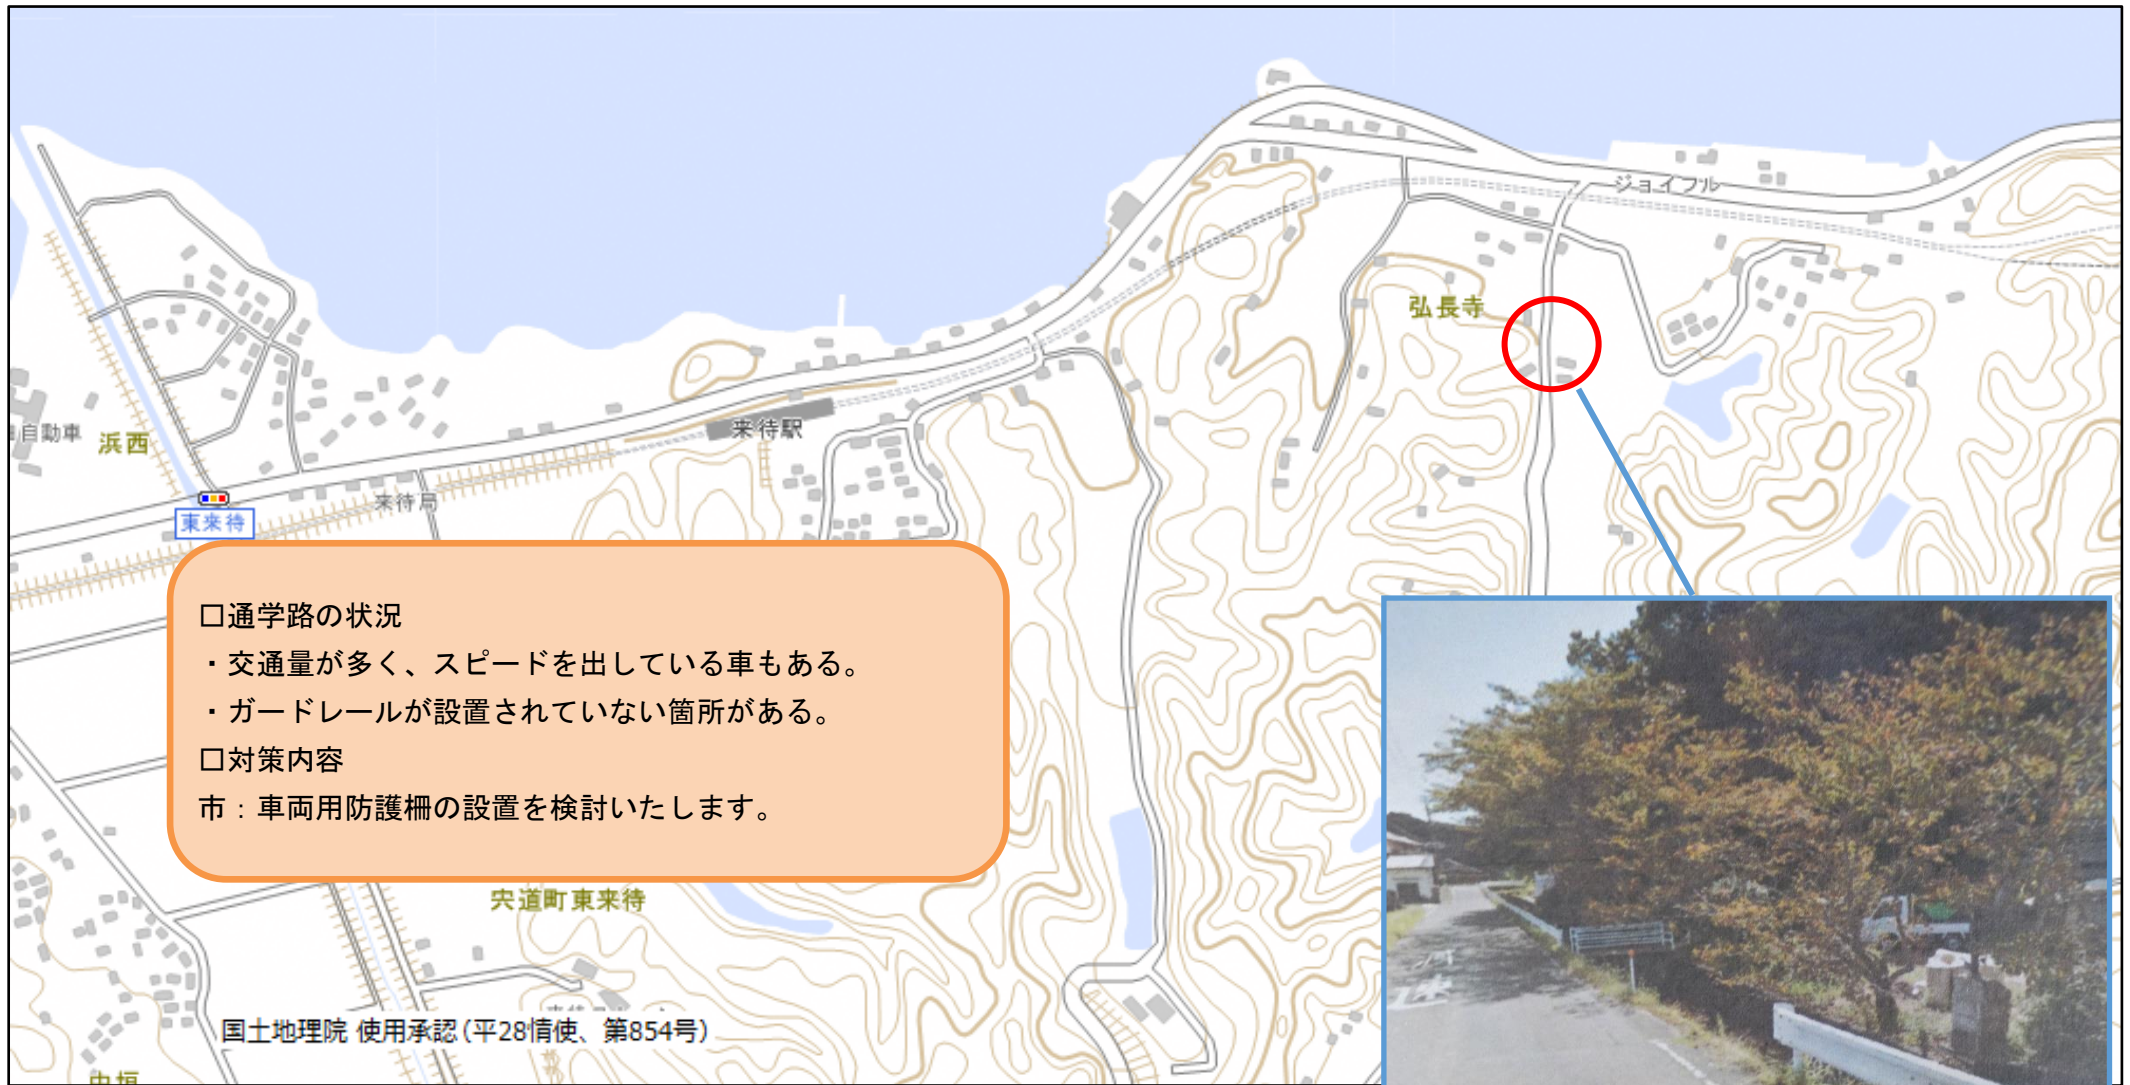 ジョイフル
弘長寺
自動車
浜西
来待駅
来待局
東来待
□通学路の状況
・交通量が多く、スピードを出している車もある。
・ガードレールが設置されていない箇所がある。
□対策内容
市：車両用防護柵の設置を検討いたします。
宍道町東来待
国土地理院 使用承認（平28情使、第854号）